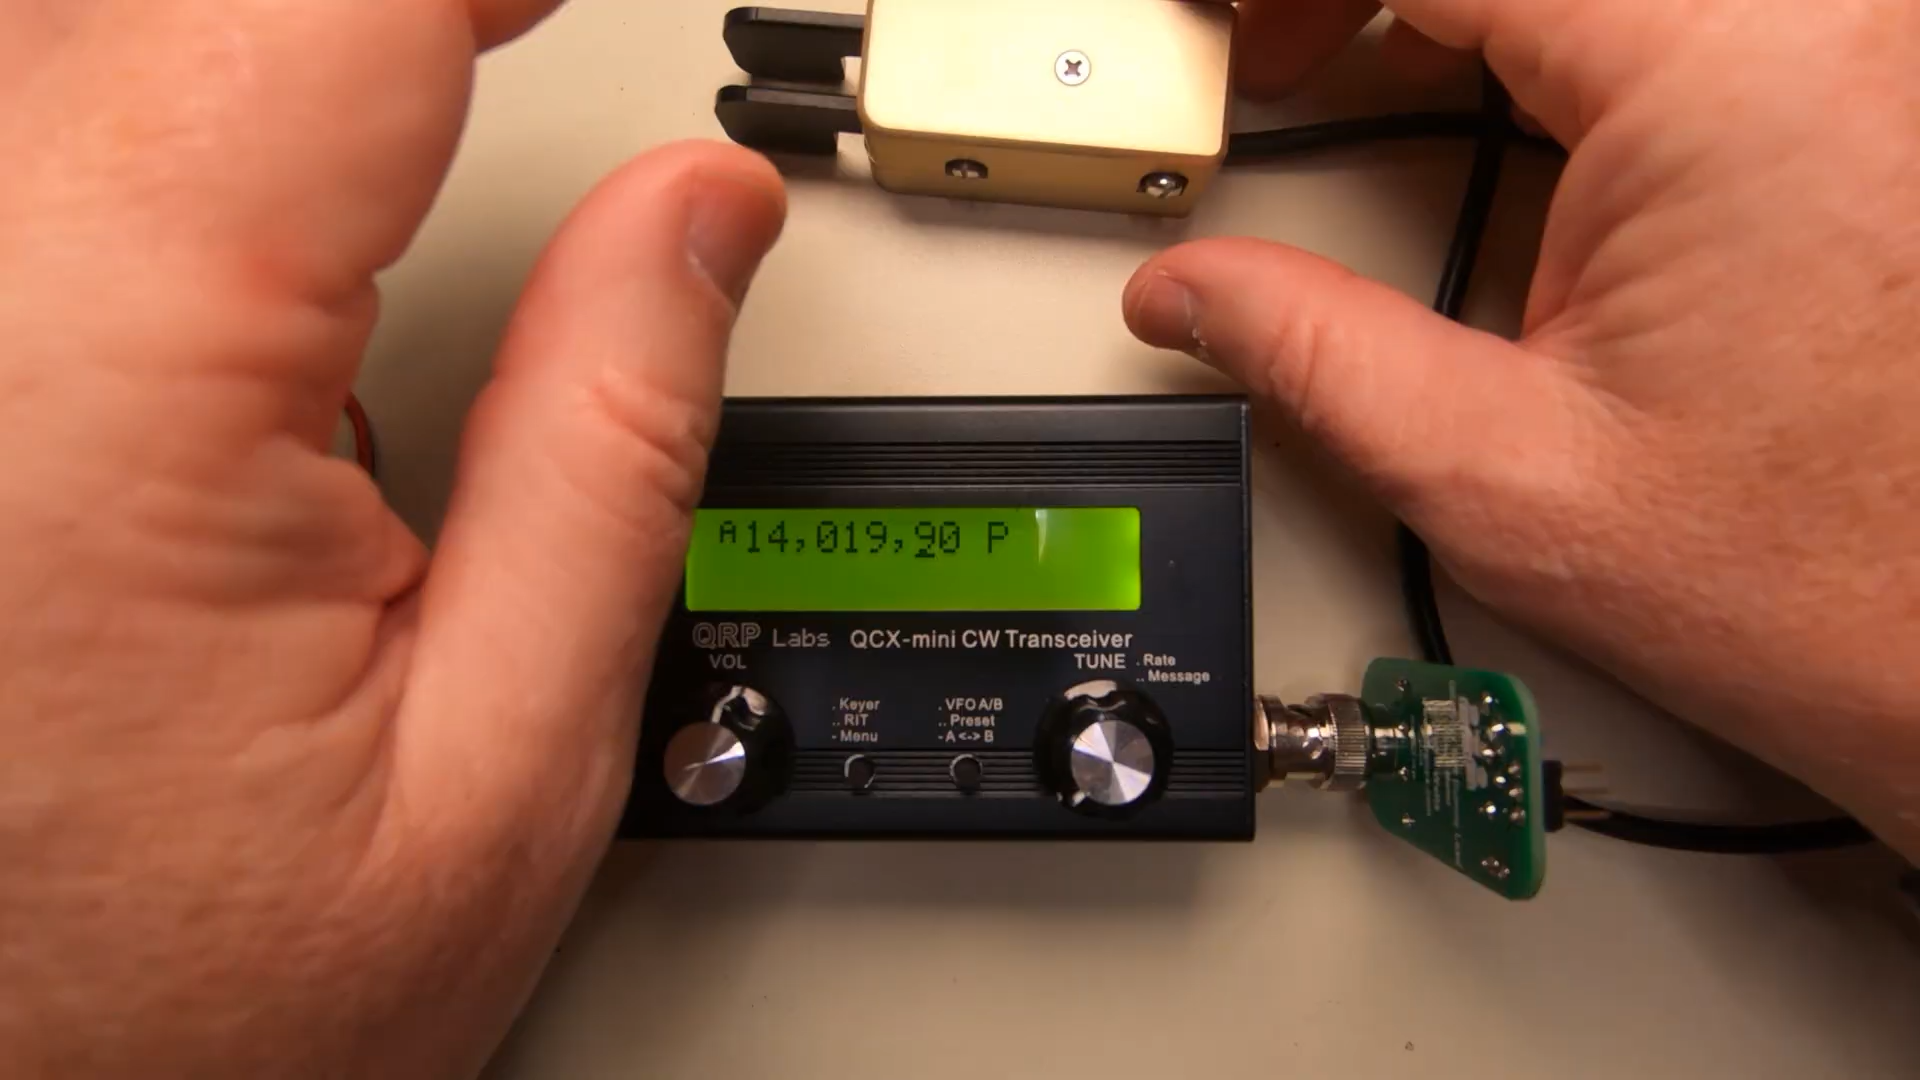 A14,019,90 P
QRP Labs QCX-mini CW Transceiver
VOL
TUNE
. Rate
.. Message
. Keyer
.. RIT
- Menu
. VFO A/B
.. Preset
- A <-> B